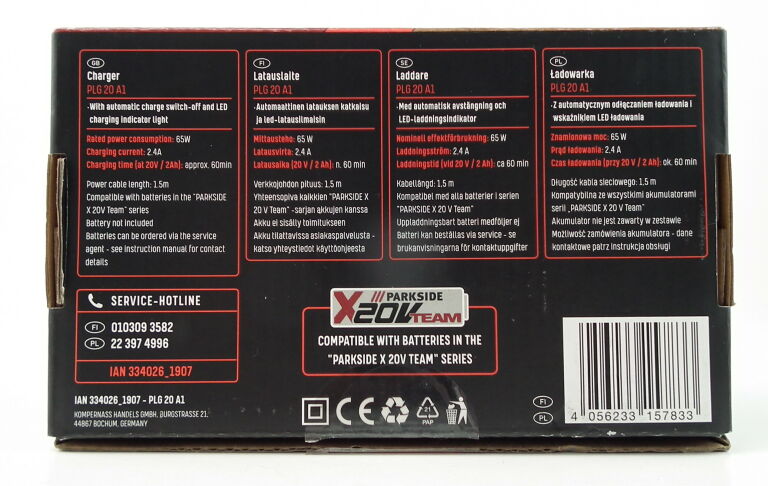 GB
Charger
PLG 20 A1
-With automatic charge switch-off and LED
charging indicator light
Rated power consumption: 65W
Charging current: 2.4A
Charging time (at 20V / 2Ah): approx. 60min
Power cable length: 1.5m
Compatible with batteries in the "PARKSIDE
X 20 V Team" series
Battery not included
Batteries can be ordered via the service
agent - see instruction manual for contact
details
FI
Latauslaite
PLG 20 A1
-Automaattinen latauksen katkaisu
ja led-latausilmaisin
Mittausteho: 65 W
Latausvirta: 2,4 A
Latausaika (20 V / 2 Ah): n. 60 min
Verkkojohdon pituus: 1,5 m
Yhteensopiva kaikkien "PARKSIDE X
20 V Team" -sarjan akkujen kanssa
Akku ei sisälly toimitukseen
Akku tilattavissa asiakaspalvelusta -
katso yhteystiedot käyttöohjeesta
SE
Laddare
PLG 20 A1
-Med automatisk avstängning och
LED-laddningsindikator
Nominell effektförbrukning: 65 W
Laddningsström: 2,4 A
Laddningstid (vid 20 V / 2 Ah): ca 60 min
Kabellängd: 1,5 m
Kompatibel med alla batterier i serien
"PARKSIDE X 20 V Team"
Uppladdningsbart batteri medföljer ej
Batteri kan beställas via service - se
bruksanvisningarna för kontaktuppgifter
PL
Ładowarka
PLG 20 A1
-Z automatycznym odłączaniem ładowania i
wskaźnikiem LED ładowania
Znamionowa moc: 65 W
Prąd ładowania: 2,4 A
Czas ładowania (przy 20 V / 2 Ah): ok. 60 min
Długość kabla sieciowego: 1,5 m
Kompatybilna ze wszystkimi akumulatorami
serii „PARKSIDE X 20 V Team"
Akumulator nie jest zawarty w zestawie
Możliwość zamówienia akumulatora - dane
kontaktowe patrz instrukcja obsługi
SERVICE-HOTLINE
FI 010309 3582
PL 22 397 4996
IAN 334026_1907
IAN 334026_1907 - PLG 20 A1
KOMPERNASS HANDELS GMBH, BURGSTRASSE 21,
44867 BOCHUM, GERMANY
PARKSIDE
X20V TEAM
COMPATIBLE WITH BATTERIES IN THE
"PARKSIDE X 20V TEAM" SERIES
CE
21
PAP
FI
PL
4 056233 157833